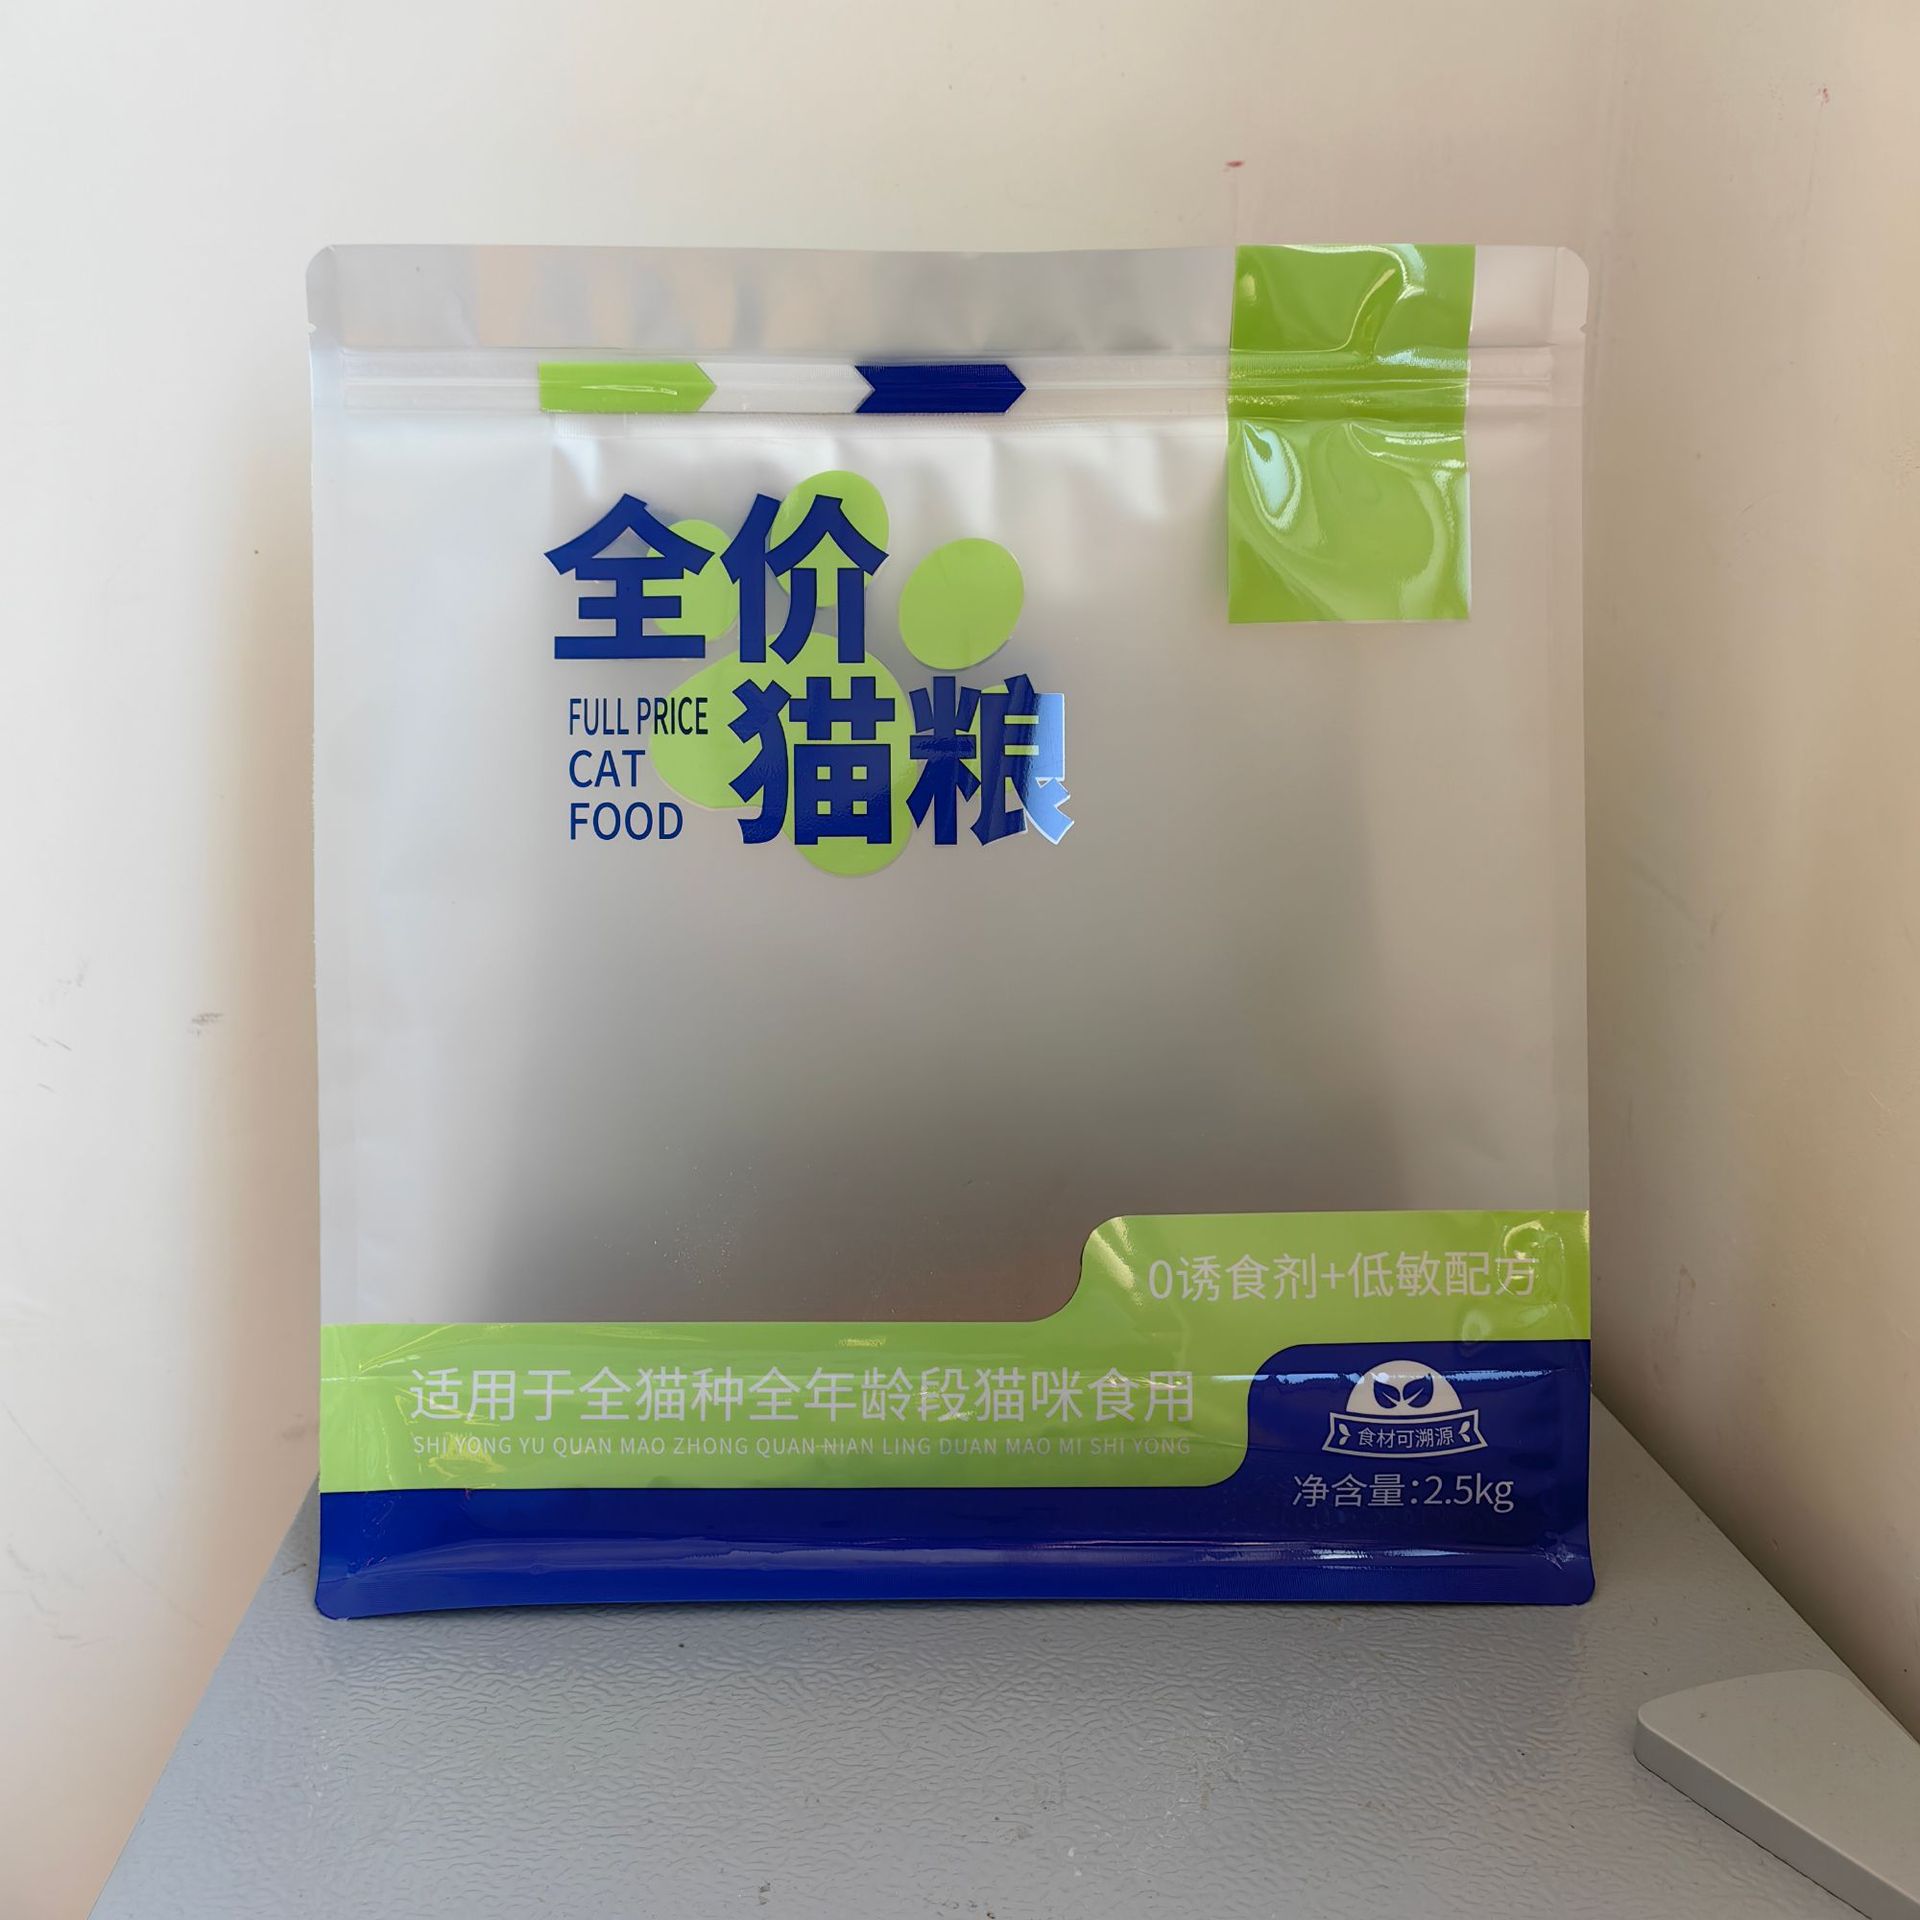 全价
猫粮
FULL PRICE
CAT
FOOD
0诱食剂+低敏配方
适用于全猫种全年龄段猫咪食用
SHI YONG YU QUAN MAO ZHONG QUAN NIAN LING DUAN MAO MI SHI YONG
食材可溯源
净含量:2.5kg